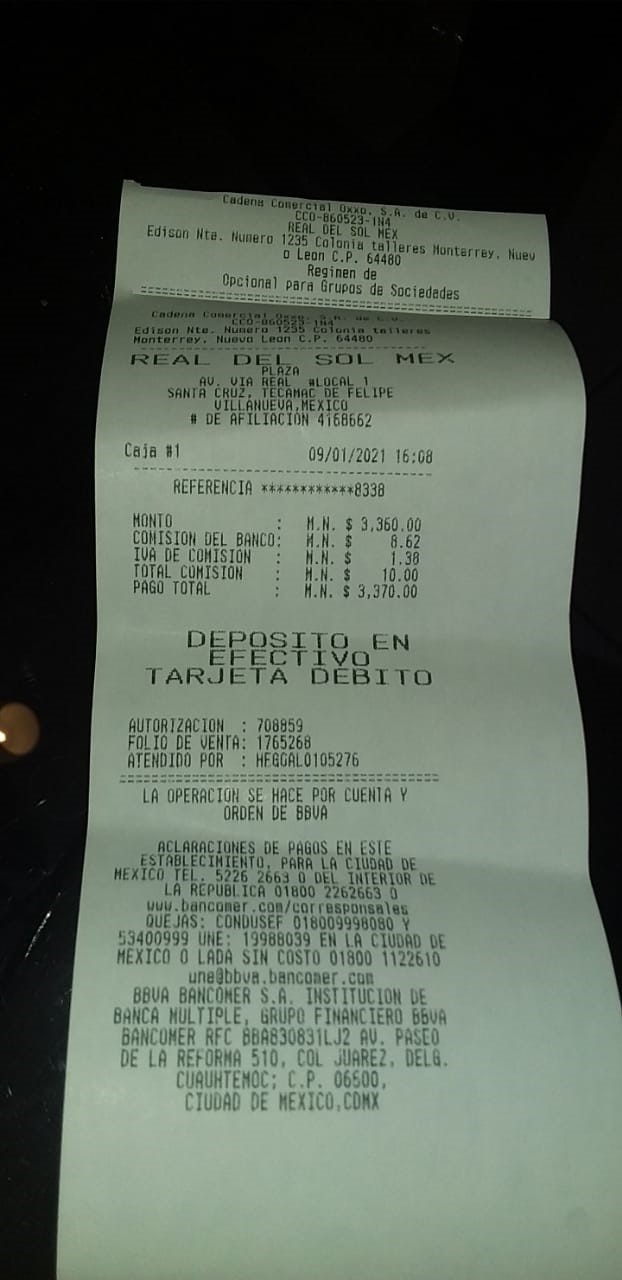 Cadena Comercial Oxxo, S.A. de C.V.
CCO-860523-1N4
REAL DEL SOL MEX
Edison Nte. Numero 1235 Colonia talleres Monterrey, Nuev
o Leon C.P. 64480
Regimen de
Opcional para Grupos de Sociedades
================================================
Cadena Comercial Oxxo, S.A. de C.V.
CCO-860523-1N4
Edison Nte. Numero 1235 Colonia talleres
Monterrey, Nuevo Leon C.P. 64480
----------------------------------------
REAL DEL SOL MEX
PLAZA
AV. VIA REAL #LOCAL 1
SANTA CRUZ, TECAMAC DE FELIPE
VILLANUEVA,MEXICO
# DE AFILIACION 4168662
Caja #1 09/01/2021 16:08
----------------------------------------
REFERENCIA ************8338
MONTO : M.N. $ 3,360.00
COMISION DEL BANCO: M.N. $ 8.62
IVA DE COMISION : M.N. $ 1.38
TOTAL COMISION : M.N. $ 10.00
PAGO TOTAL : M.N. $ 3,370.00
DEPOSITO EN
EFECTIVO
TARJETA DEBITO
AUTORIZACION : 708859
FOLIO DE VENTA: 1765268
ATENDIDO POR : HFGGAL0105276
========================================
LA OPERACION SE HACE POR CUENTA Y
ORDEN DE BBVA
ACLARACIONES DE PAGOS EN ESTE
ESTABLECIMIENTO, PARA LA CIUDAD DE
MEXICO TEL. 5226 2663 O DEL INTERIOR DE
LA REPUBLICA 01800 2262663 O
www.bancomer.com/corresponsales
QUEJAS: CONDUSEF 018009998080 Y
53400999 UNE: 19988039 EN LA CIUDAD DE
MEXICO O LADA SIN COSTO 01800 1122610
une@bbva.bancomer.com
BBVA BANCOMER S.A. INSTITUCION DE
BANCA MULTIPLE, GRUPO FINANCIERO BBVA
BANCOMER RFC BBA830831LJ2 AV. PASEO
DE LA REFORMA 510, COL JUAREZ, DELG.
CUAUHTEMOC; C.P. 06500,
CIUDAD DE MEXICO,CDMX